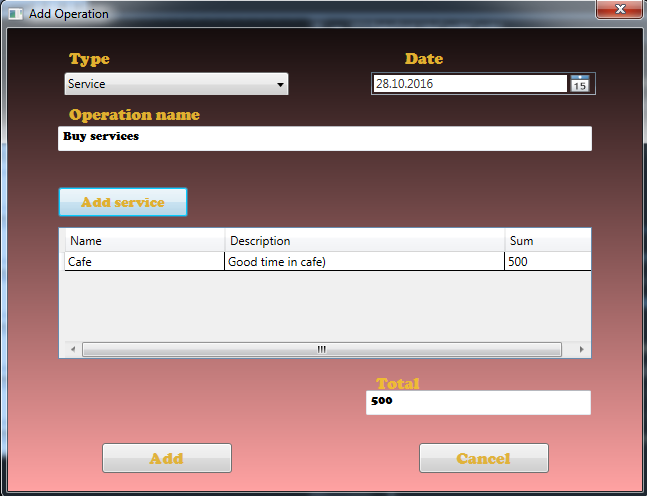 Add Operation
Type Date
Service 28.10.2016 15
Operation name
Buy services
Add service
Name Description Sum
Cafe Good time in cafe) 500
Total
500
Add Cancel